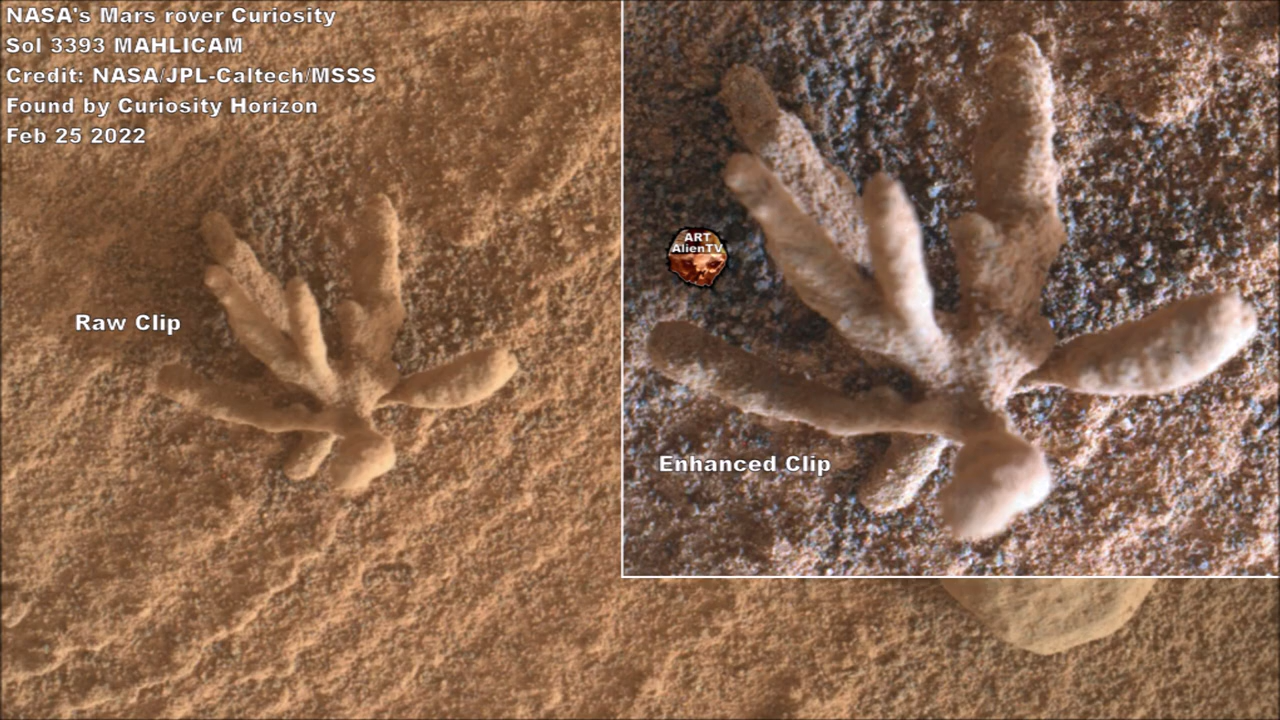 NASA's Mars rover Curiosity
Sol 3393 MAHLICAM
Credit: NASA/JPL-Caltech/MSSS
Found by Curiosity Horizon
Feb 25 2022
ART
AlienTV
Raw Clip
Enhanced Clip